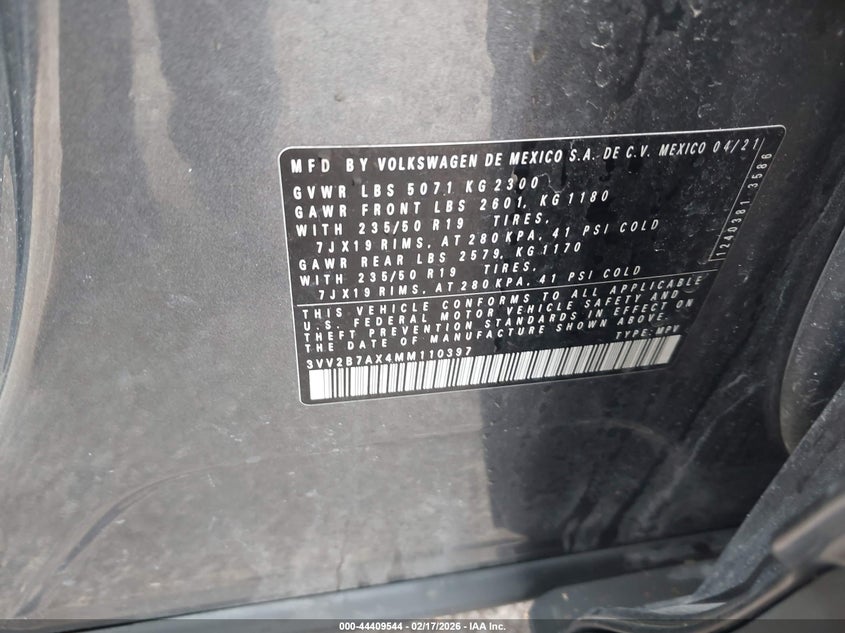 MFD BY VOLKSWAGEN DE MEXICO S.A. DE C.V. MEXICO 04/21
GVWR LBS 5071 KG 2300
GAWR FRONT LBS 2601, KG 1180
WITH 235/50 R19 TIRES,
7JX19 RIMS, AT 280 KPA, 41 PSI COLD
GAWR REAR LBS 2579, KG 1170
WITH 235/50 R19 TIRES,
7JX19 RIMS, AT 280 KPA, 41 PSI COLD
1240381 3586
THIS VEHICLE CONFORMS TO ALL APPLICABLE
U.S. FEDERAL MOTOR VEHICLE SAFETY AND
THEFT PREVENTION STANDARDS IN EFFECT ON
THE DATE OF MANUFACTURE SHOWN ABOVE.
TYPE: MPV
3VV2B7AX4MM110397
000-44409544 / 02/17/2026 - IAA Inc.